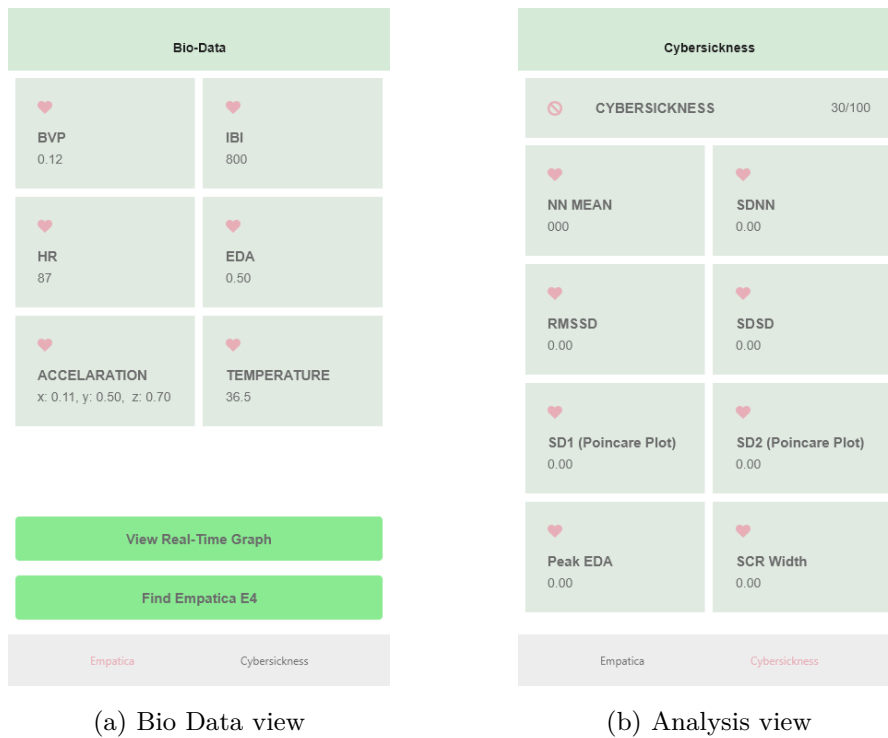 Bio-Data
BVP
0.12
IBI
800
HR
87
EDA
0.50
ACCELARATION
x: 0.11, y: 0.50, z: 0.70
TEMPERATURE
36.5
View Real-Time Graph
Find Empatica E4
Empatica Cybersickness
(a) Bio Data view
Cybersickness
CYBERSICKNESS 30/100
NN MEAN
000
SDNN
0.00
RMSSD
0.00
SDSD
0.00
SD1 (Poincare Plot)
0.00
SD2 (Poincare Plot)
0.00
Peak EDA
0.00
SCR Width
0.00
Empatica Cybersickness
(b) Analysis view